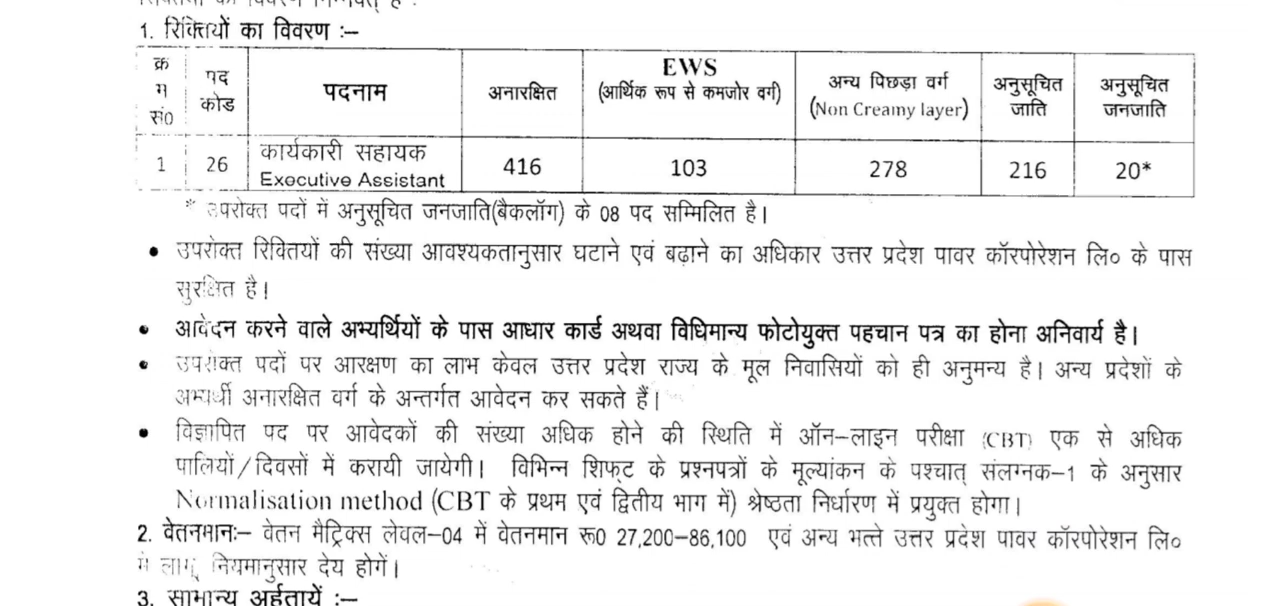 1. रिक्तियों का विवरण :–
क्र म सं0 | पद कोड | पदनाम | अनारक्षित | EWS (आर्थिक रूप से कमजोर वर्ग) | अन्य पिछड़ा वर्ग (Non Creamy layer) | अनुसूचित जाति | अनुसूचित जनजाति
1 | 26 | कार्यकारी सहायक Executive Assistant | 416 | 103 | 278 | 216 | 20*
* उपरोक्त पदों में अनुसूचित जनजाति(बैकलॉग) के 08 पद सम्मिलित है।
• उपरोक्त रिक्तियों की संख्या आवश्यकतानुसार घटाने एवं बढ़ाने का अधिकार उत्तर प्रदेश पावर कॉरपोरेशन लि० के पास
सुरक्षित है।
• आवेदन करने वाले अभ्यर्थियों के पास आधार कार्ड अथवा विधिमान्य फोटोयुक्त पहचान पत्र का होना अनिवार्य है।
• उपरोक्त पदों पर आरक्षण का लाभ केवल उत्तर प्रदेश राज्य के मूल निवासियों को ही अनुमन्य है। अन्य प्रदेशों के
अभ्यर्थी अनारक्षित वर्ग के अन्तर्गत आवेदन कर सकते हैं।
• विज्ञापित पद पर आवेदकों की संख्या अधिक होने की स्थिति में ऑन–लाइन परीक्षा (CBT) एक से अधिक
पालियों/दिवसों में करायी जायेगी। विभिन्न शिफ्ट के प्रश्नपत्रों के मूल्यांकन के पश्चात् संलग्नक–1 के अनुसार
Normalisation method (CBT के प्रथम एवं द्वितीय भाग में) श्रेष्ठता निर्धारण में प्रयुक्त होगा।
2. वेतनमानः– वेतन मैट्रिक्स लेवल–04 में वेतनमान रू0 27,200–86,100 एवं अन्य भत्ते उत्तर प्रदेश पावर कॉरपोरेशन लि०
में लागू नियमानुसार देय होगें।
3. सामान्य अर्हतायें :–